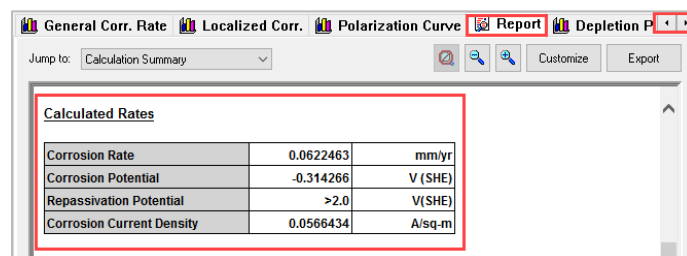 General Corr. Rate Localized Corr. Polarization Curve Report Depletion P
Jump to: Calculation Summary Customize Export
Calculated Rates
Corrosion Rate 0.0622463 mm/yr
Corrosion Potential -0.314266 V (SHE)
Repassivation Potential >2.0 V(SHE)
Corrosion Current Density 0.0566434 A/sq-m